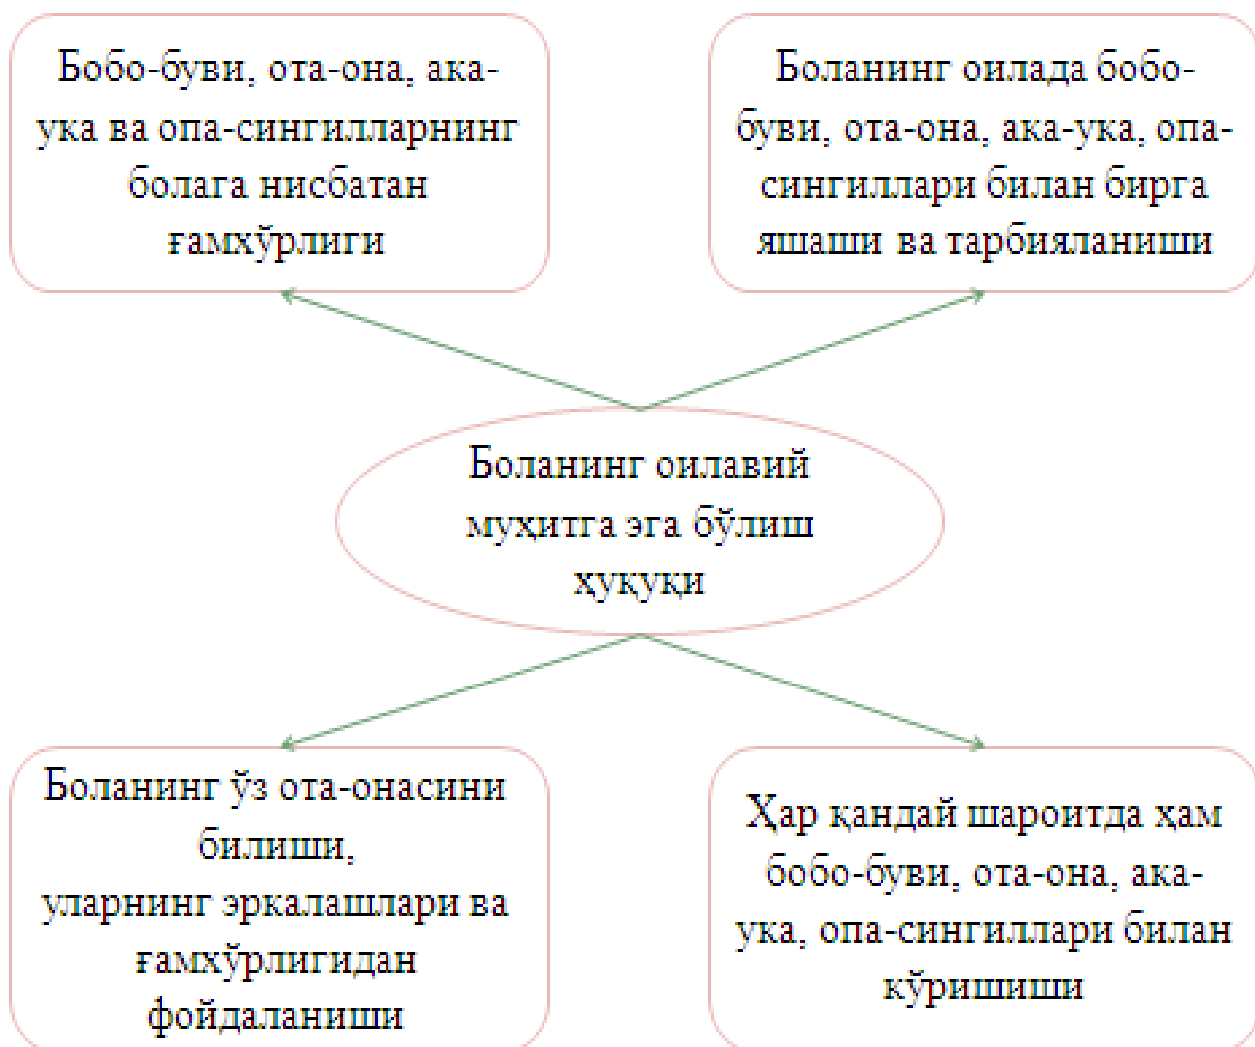 Бобо-буви, ота-она, ака-
ука ва опа-сингилларнинг
болага нисбатан
ғамхўрлиги
Боланинг оилада бобо-
буви, ота-она, ака-ука, опа-
сингиллари билан бирга
яшаши ва тарбияланиши
Боланинг оилавий
муҳитга эга бўлиш
ҳуқуқи
Боланинг ўз ота-онасини
билиши,
уларнинг эркалашлари ва
ғамхўрлигидан
фойдаланиши
Ҳар қандай шароитда ҳам
бобо-буви, ота-она, ака-
ука, опа-сингиллари билан
кўришиши